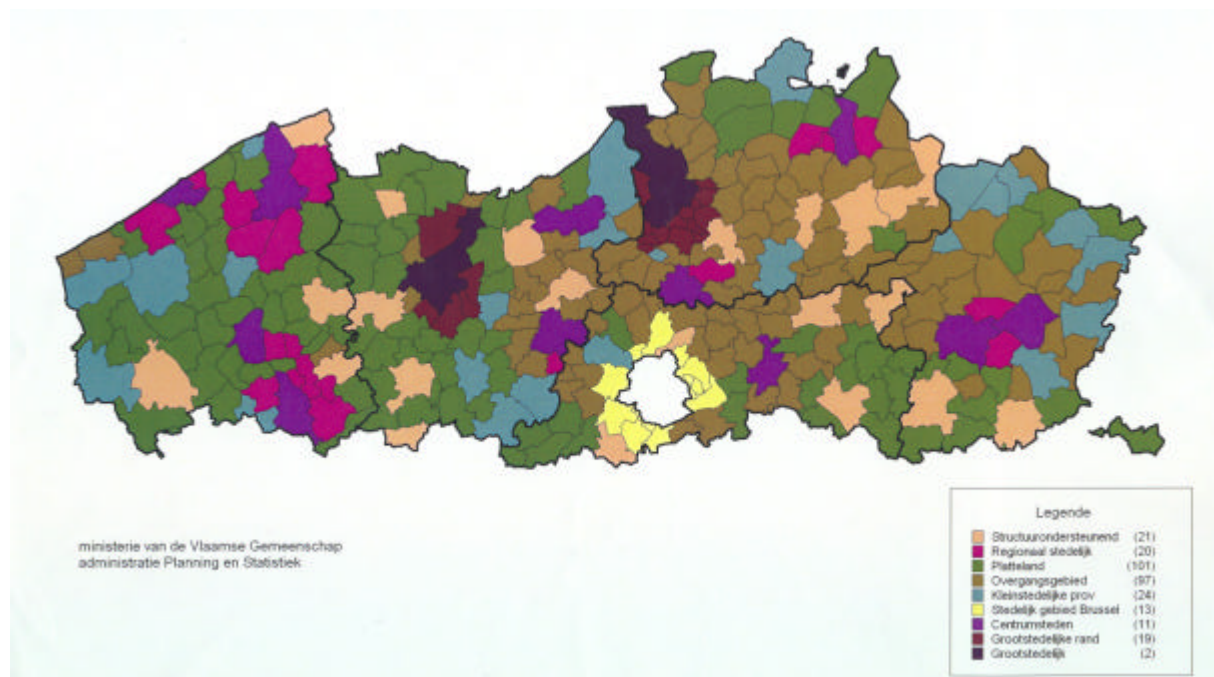 ministerie van de Vlaamse Gemeenschap
administratie Planning en Statistiek
Legende
Structuurondersteunend (21)
Regionaal stedelijk (20)
Platteland (101)
Overgangsgebied (97)
Kleinstedelijke prov (24)
Stedelijk gebied Brussel (13)
Centrumsteden (11)
Grootstedelijke rand (19)
Grootstedelijk (2)